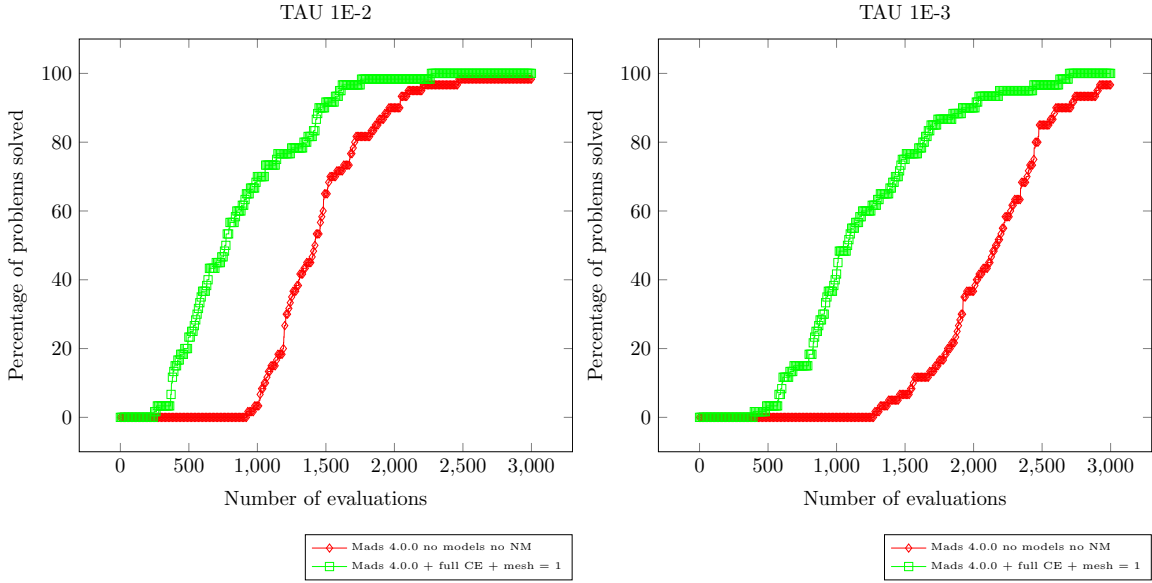 TAU 1E-2
100
80
60
40
20
0
Percentage of problems solved
0 500 1,000 1,500 2,000 2,500 3,000
Number of evaluations
Mads 4.0.0 no models no NM
Mads 4.0.0 + full CE + mesh = 1
TAU 1E-3
100
80
60
40
20
0
Percentage of problems solved
0 500 1,000 1,500 2,000 2,500 3,000
Number of evaluations
Mads 4.0.0 no models no NM
Mads 4.0.0 + full CE + mesh = 1